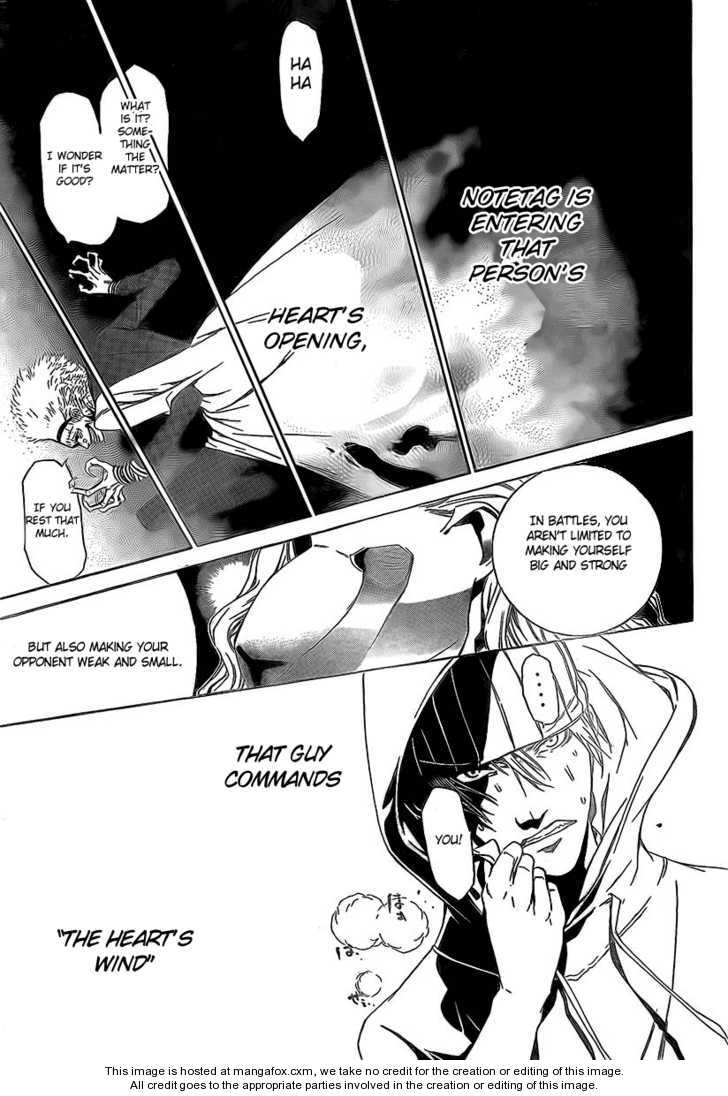 HA
HA
NOTETAG IS
ENTERING
THAT
PERSON'S
HEART'S
OPENING,
WHAT
IS IT?
SOME-
THING
THE
MATTER?
I WONDER
IF IT'S
GOOD?
IF YOU
REST THAT
MUCH.
IN BATTLES, YOU
AREN'T LIMITED TO
MAKING YOURSELF
BIG AND STRONG
BUT ALSO MAKING YOUR
OPPONENT WEAK AND SMALL.
....
YOU!
THAT GUY
COMMANDS
"THE HEART'S
WIND"
This image is hosted at mangafox.cxm, we take no credit for the creation or editing of this image.
All credit goes to the appropriate parties involved in the creation or editing of this image.